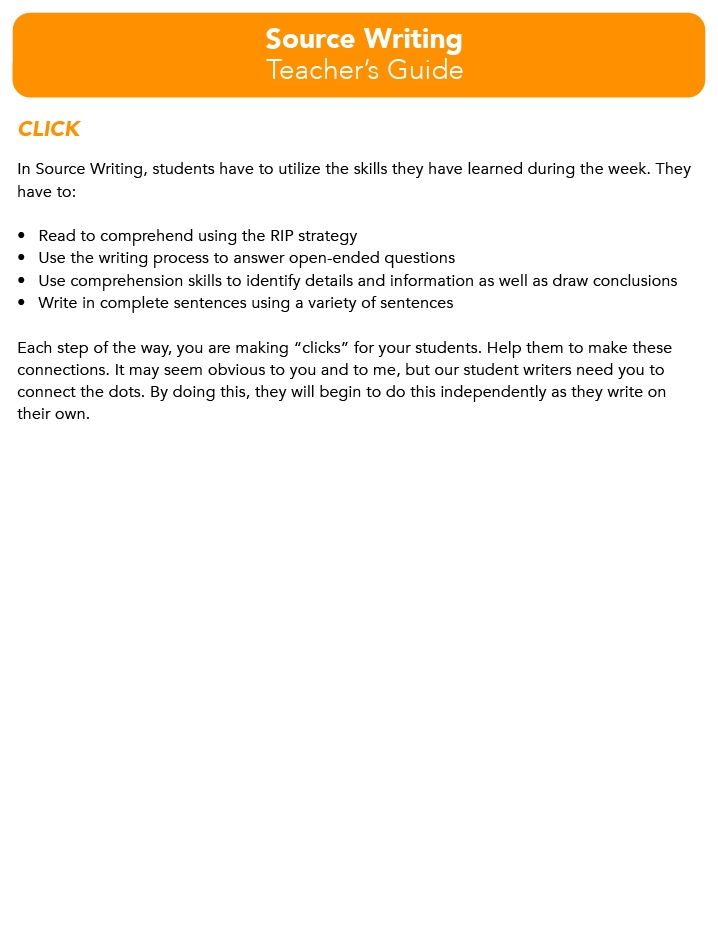 Source Writing
Teacher’s Guide
CLICK
In Source Writing, students have to utilize the skills they have learned during the week. They
have to:
• Read to comprehend using the RIP strategy
• Use the writing process to answer open-ended questions
• Use comprehension skills to identify details and information as well as draw conclusions
• Write in complete sentences using a variety of sentences
Each step of the way, you are making “clicks” for your students. Help them to make these
connections. It may seem obvious to you and to me, but our student writers need you to
connect the dots. By doing this, they will begin to do this independently as they write on
their own.